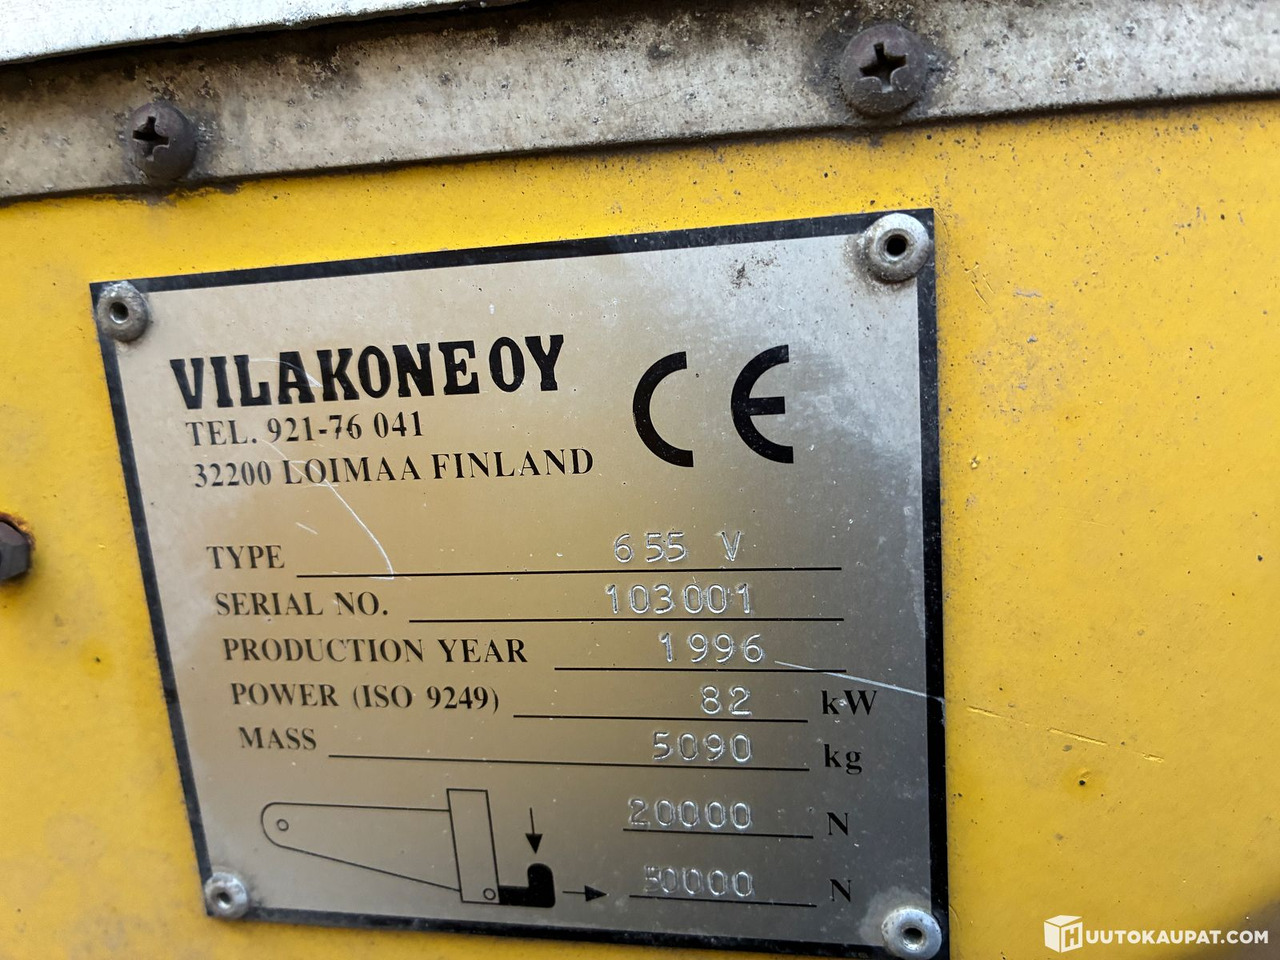 VILAKONE OY
TEL. 921-76 041
32200 LOIMAA FINLAND
CE
TYPE 655 V
SERIAL NO. 103001
PRODUCTION YEAR 1996
POWER (ISO 9249) 82 kW
MASS 5090 kg
20000 N
50000 N
HUUTOKAUPAT.COM